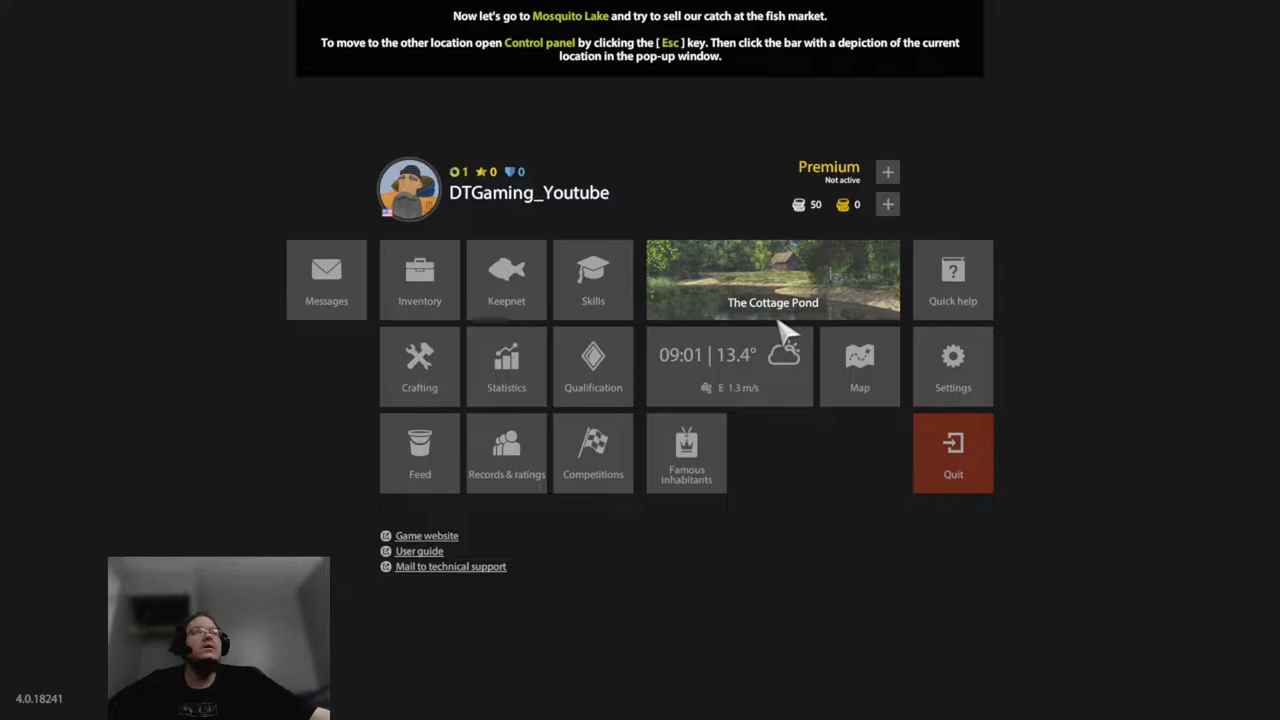 Now let's go to Mosquito Lake and try to sell our catch at the fish market.
To move to the other location open Control panel by clicking the [ Esc ] key. Then click the bar with a depiction of the current
location in the pop-up window.
1 0 0
DTGaming_Youtube
Premium
Not active
50 0
Messages
Inventory
Keepnet
Skills
The Cottage Pond
Quick help
Crafting
Statistics
Qualification
09:01 | 13.4°
E 1.3 m/s
Map
Settings
Feed
Records & ratings
Competitions
Famous
inhabitants
Quit
Game website
User guide
Mail to technical support
4.0.18241